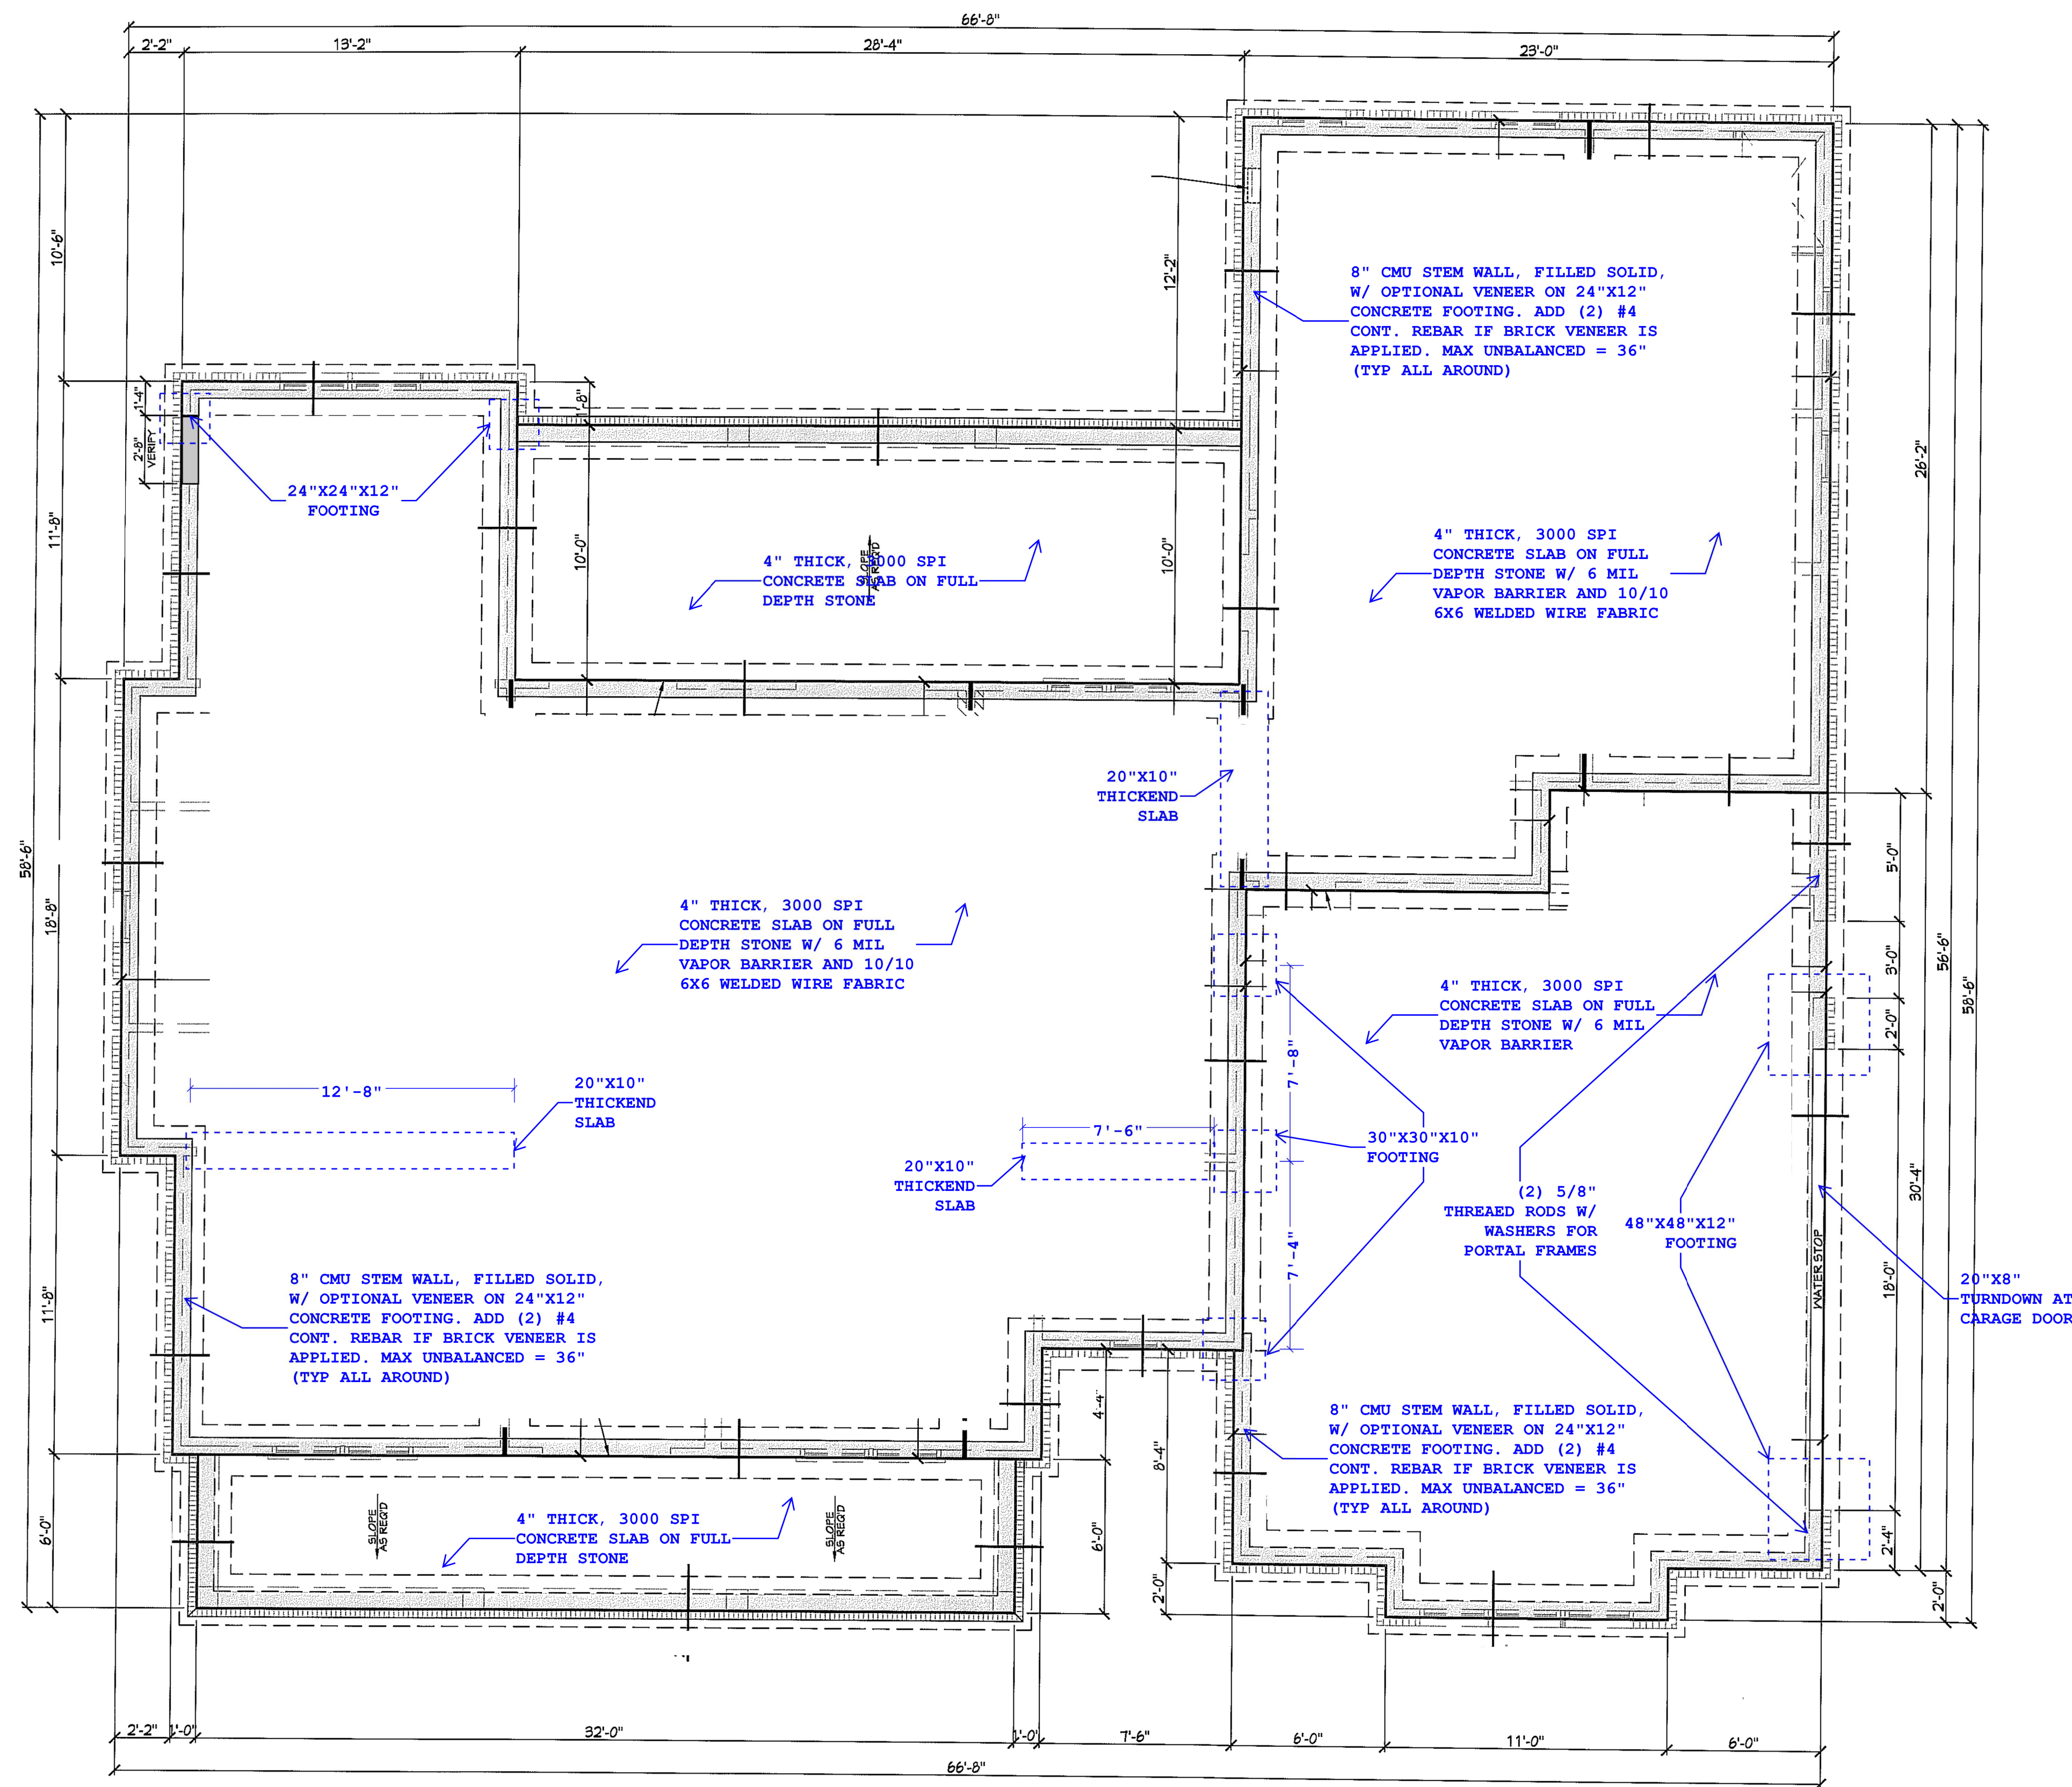 66'-8"
2'-2"
13'-2"
28'-4"
23'-0"
10'-6"
12'-2"
8" CMU STEM WALL, FILLED SOLID,
W/ OPTIONAL VENEER ON 24"X12"
CONCRETE FOOTING. ADD (2) #4
CONT. REBAR IF BRICK VENEER IS
APPLIED. MAX UNBALANCED = 36"
(TYP ALL AROUND)
1'-4"
1'-8"
2'-8"
VERIFY
26'-2"
24"X24"X12"
FOOTING
11'-8"
10'-0"
10'-0"
4" THICK, 3000 SPI
CONCRETE SLAB ON FULL
DEPTH STONE
SLOPE
AS REQ'D
4" THICK, 3000 SPI
CONCRETE SLAB ON FULL
DEPTH STONE W/ 6 MIL
VAPOR BARRIER AND 10/10
6X6 WELDED WIRE FABRIC
20"X10"
THICKEND
SLAB
58'-6"
18'-8"
5'-0"
3'-0"
2'-0"
56'-6"
58'-6"
4" THICK, 3000 SPI
CONCRETE SLAB ON FULL
DEPTH STONE W/ 6 MIL
VAPOR BARRIER AND 10/10
6X6 WELDED WIRE FABRIC
4" THICK, 3000 SPI
CONCRETE SLAB ON FULL
DEPTH STONE W/ 6 MIL
VAPOR BARRIER
7'-8"
12'-8"
20"X10"
THICKEND
SLAB
7'-6"
20"X10"
THICKEND
SLAB
30"X30"X10"
FOOTING
(2) 5/8"
THREAED RODS W/
WASHERS FOR
PORTAL FRAMES
48"X48"X12"
FOOTING
30'-4"
7'-4"
WATER STOP
18'-0"
20"X8"
TURNDOWN AT
CARAGE DOOR
8" CMU STEM WALL, FILLED SOLID,
W/ OPTIONAL VENEER ON 24"X12"
CONCRETE FOOTING. ADD (2) #4
CONT. REBAR IF BRICK VENEER IS
APPLIED. MAX UNBALANCED = 36"
(TYP ALL AROUND)
11'-8"
4'-4"
8'-4"
8" CMU STEM WALL, FILLED SOLID,
W/ OPTIONAL VENEER ON 24"X12"
CONCRETE FOOTING. ADD (2) #4
CONT. REBAR IF BRICK VENEER IS
APPLIED. MAX UNBALANCED = 36"
(TYP ALL AROUND)
6'-0"
SLOPE
AS REQ'D
4" THICK, 3000 SPI
CONCRETE SLAB ON FULL
DEPTH STONE
SLOPE
AS REQ'D
6'-0"
2'-0"
2'-4"
2'-0"
2'-2"
1'-0"
32'-0"
1'-0"
7'-6"
6'-0"
11'-0"
6'-0"
66'-8"